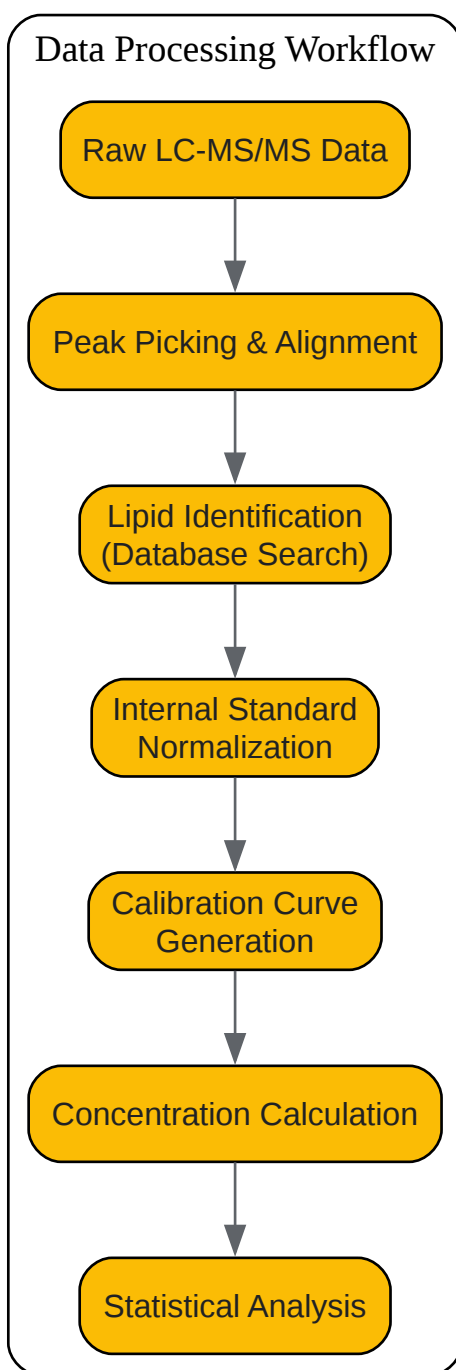 Data Processing Workflow
Raw LC-MS/MS Data
Peak Picking & Alignment
Lipid Identification
(Database Search)
Internal Standard
Normalization
Calibration Curve
Generation
Concentration Calculation
Statistical Analysis